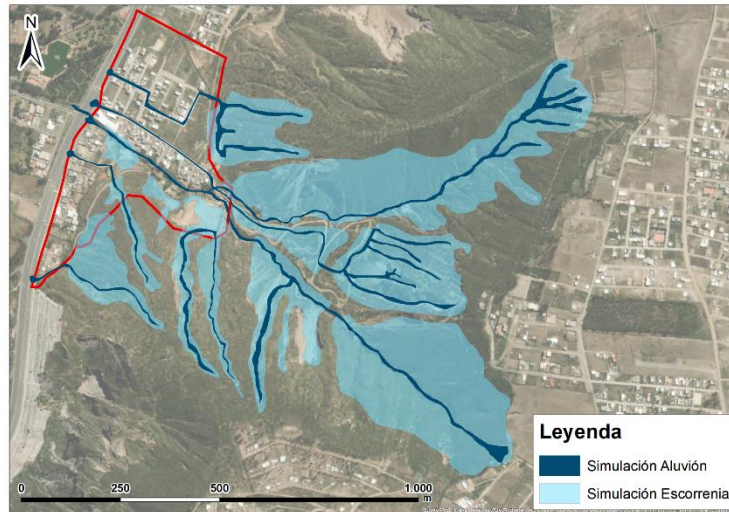 N
Leyenda
Simulación Aluvión
Simulación Escorrenia
0 250 500 1.000
m